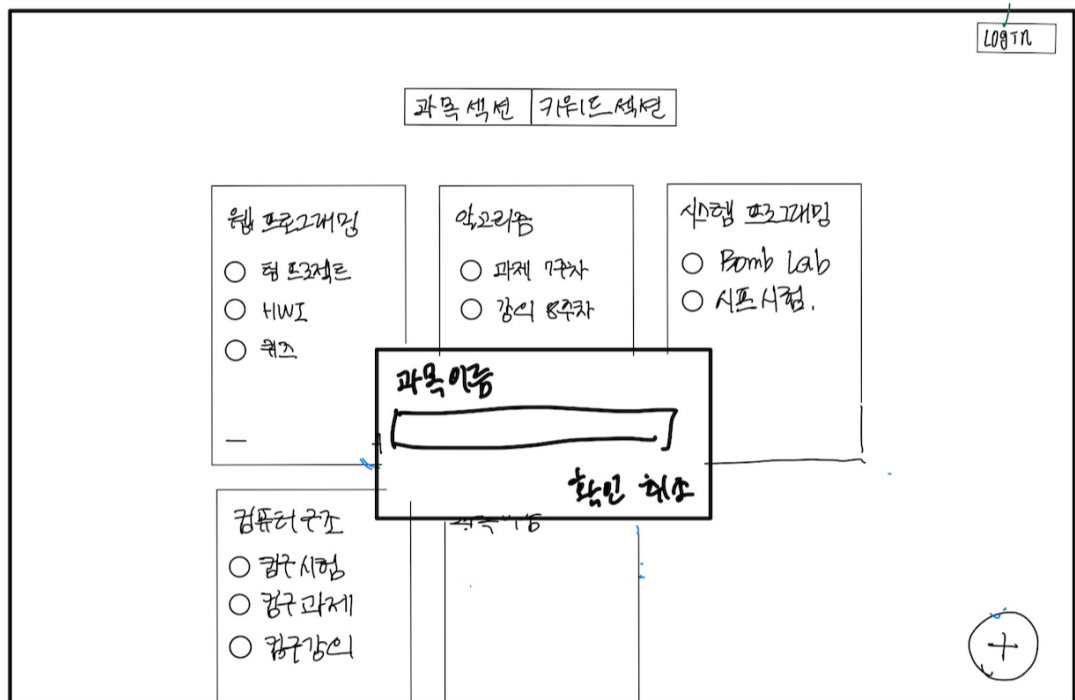 LOGIN
과목섹션 키워드섹션
웹 프로그래밍
팀 프로젝트
HW1
퀴즈
알고리즘
과제 7주차
강의 8주차
시스템 프로그래밍
Bomb Lab
시프시험.
과목이름
확인 취소
컴퓨터구조
컴구시험
컴구과제
컴구강의
+